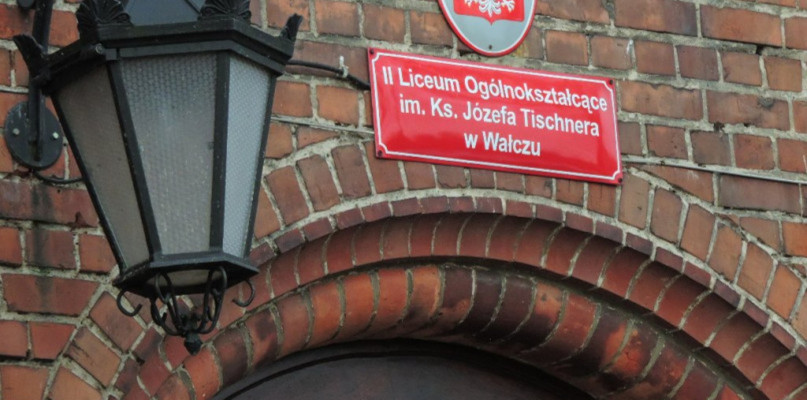 II Liceum Ogólnokształcące
im. Ks. Józefa Tischnera
w Wałczu